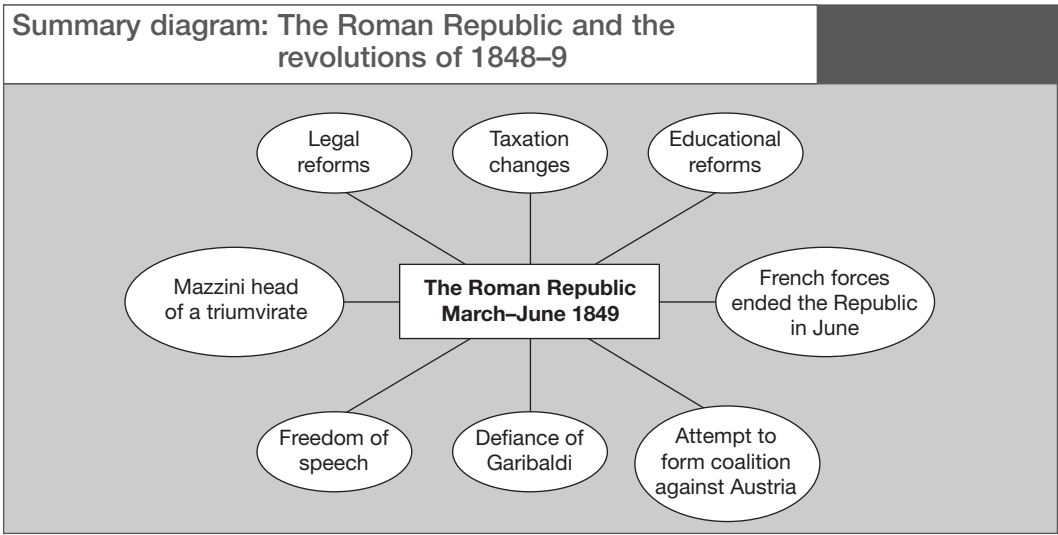 Summary diagram: The Roman Republic and the
revolutions of 1848–9
Legal
reforms
Taxation
changes
Educational
reforms
Mazzini head
of a triumvirate
The Roman Republic
March–June 1849
French forces
ended the Republic
in June
Freedom of
speech
Defiance of
Garibaldi
Attempt to
form coalition
against Austria